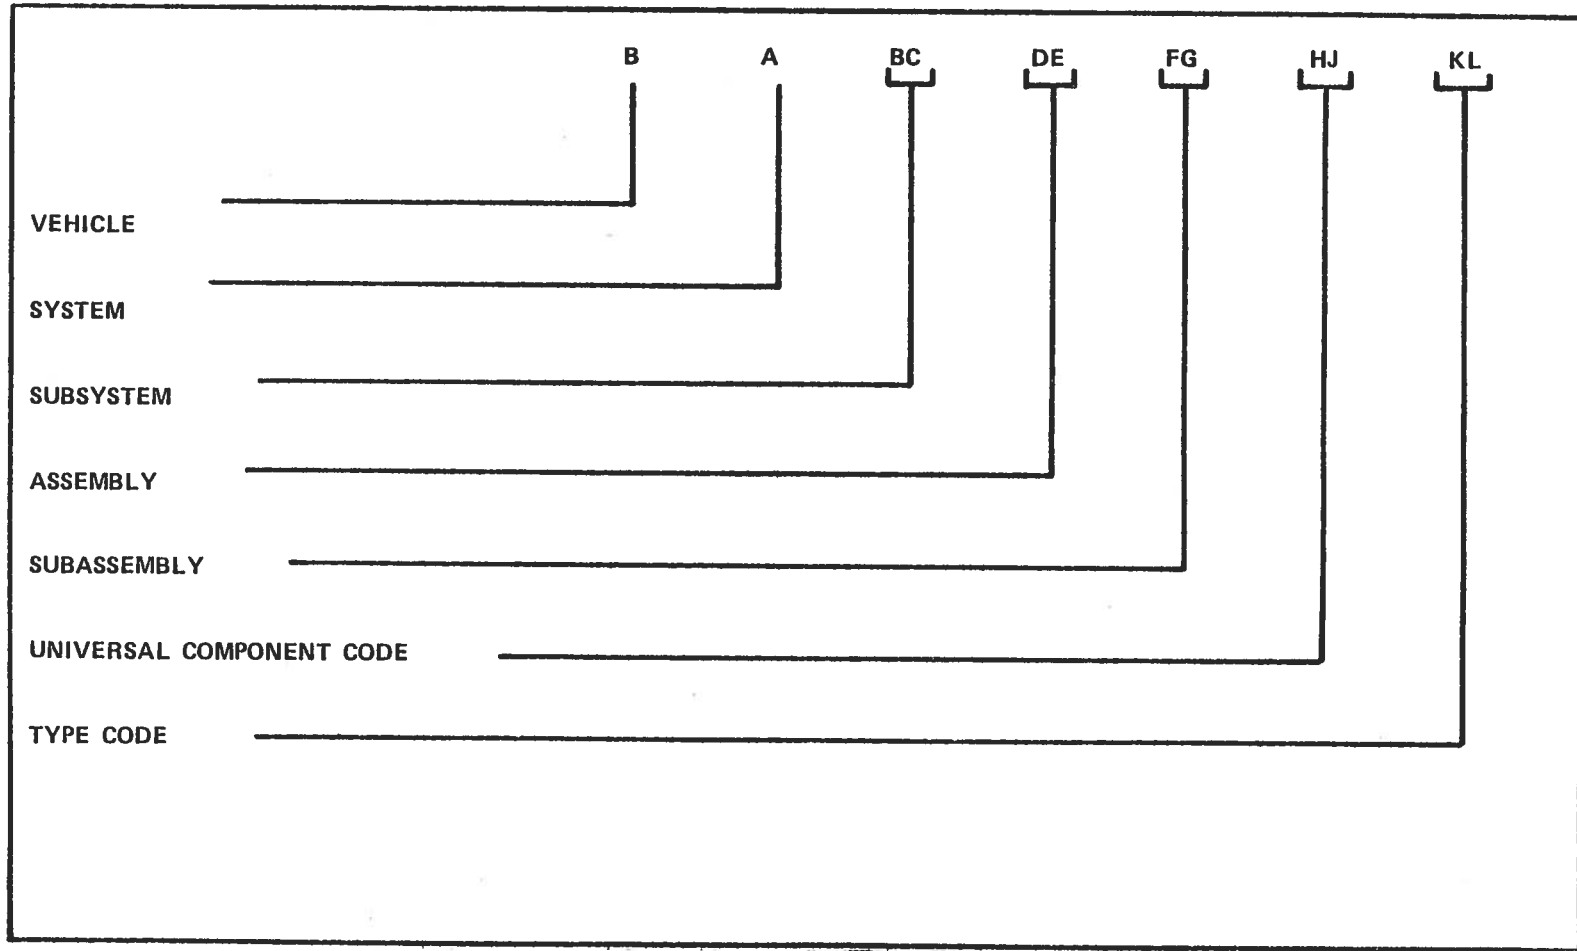 B A BC DE FG HJ KL
VEHICLE
SYSTEM
SUBSYSTEM
ASSEMBLY
SUBASSEMBLY
UNIVERSAL COMPONENT CODE
TYPE CODE